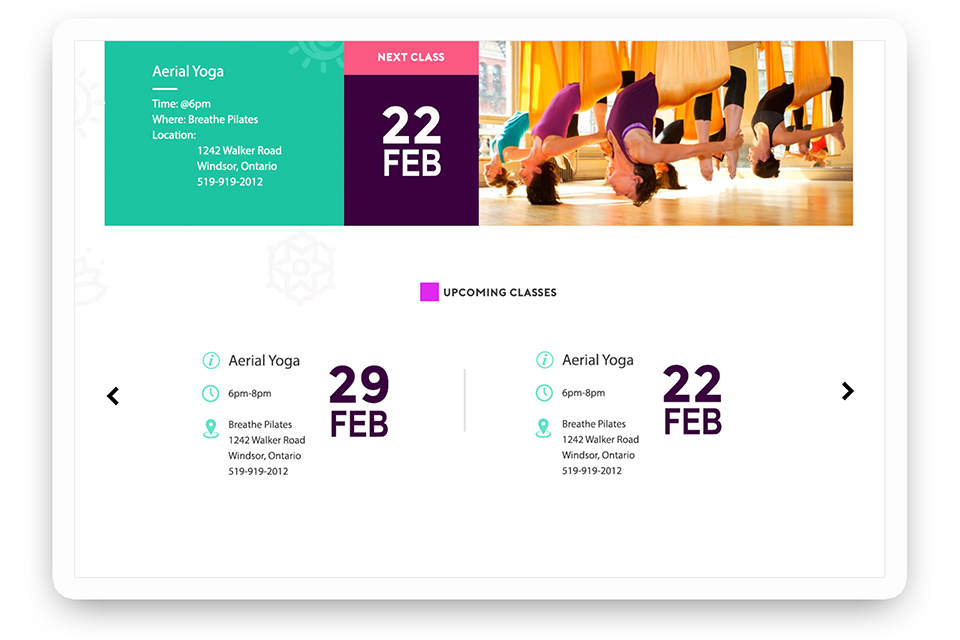 Aerial Yoga
Time: @6pm
Where: Breathe Pilates
Location:
1242 Walker Road
Windsor, Ontario
519-919-2012
NEXT CLASS
22
FEB
UPCOMING CLASSES
Aerial Yoga
6pm-8pm
Breathe Pilates
1242 Walker Road
Windsor, Ontario
519-919-2012
29
FEB
Aerial Yoga
6pm-8pm
Breathe Pilates
1242 Walker Road
Windsor, Ontario
519-919-2012
22
FEB